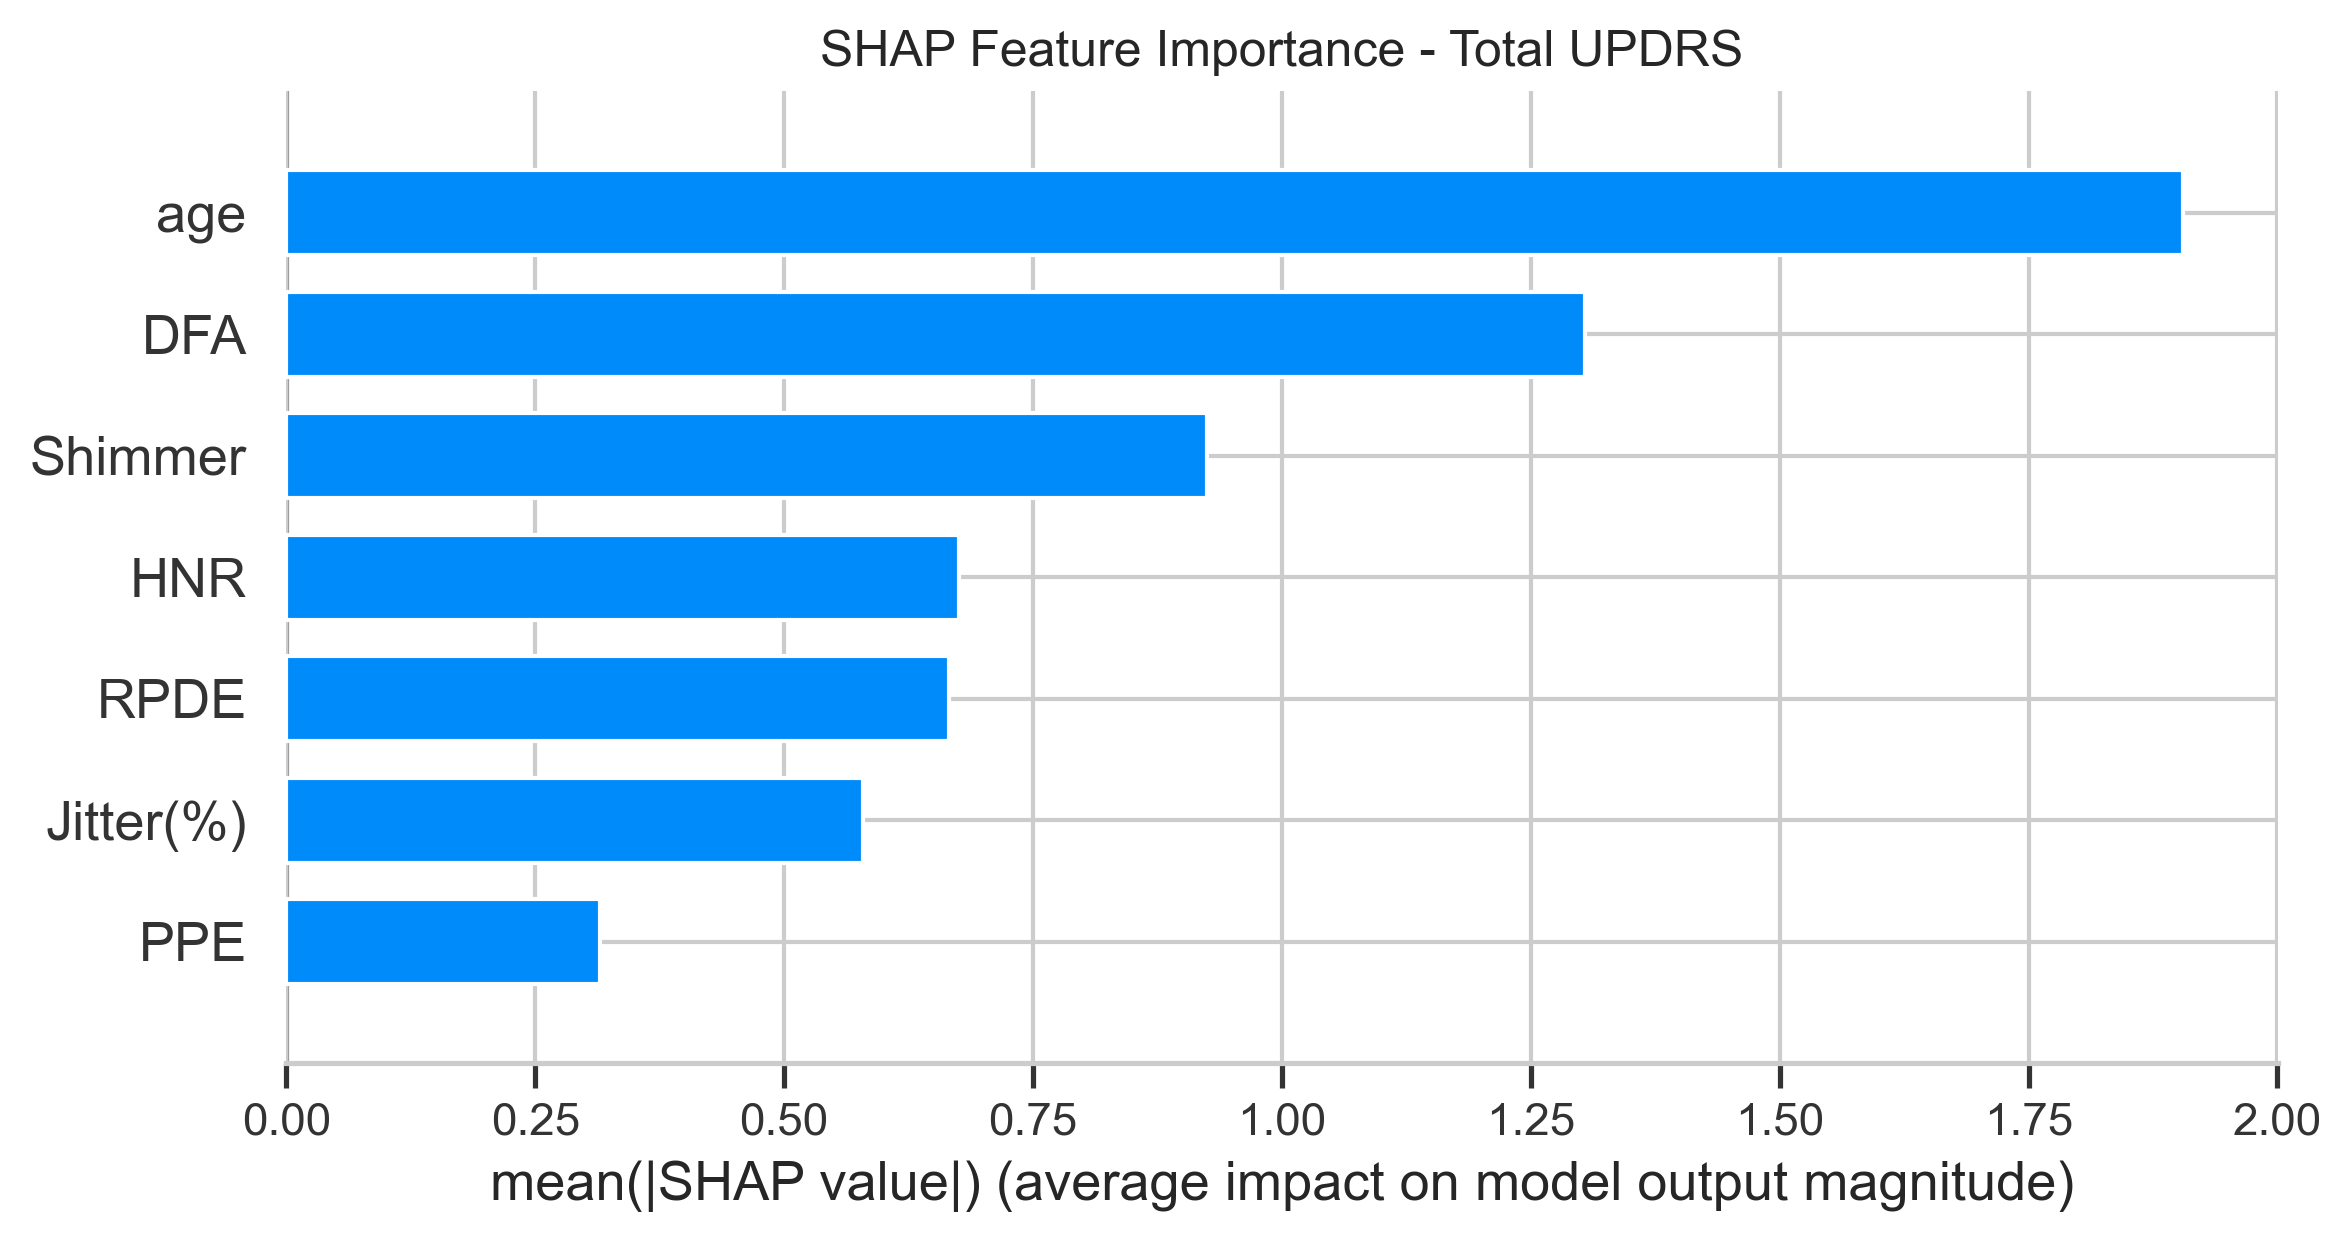 SHAP Feature Importance - Total UPDRS
age
DFA
Shimmer
HNR
RPDE
Jitter(%)
PPE
0.00 0.25 0.50 0.75 1.00 1.25 1.50 1.75 2.00
mean(|SHAP value|) (average impact on model output magnitude)